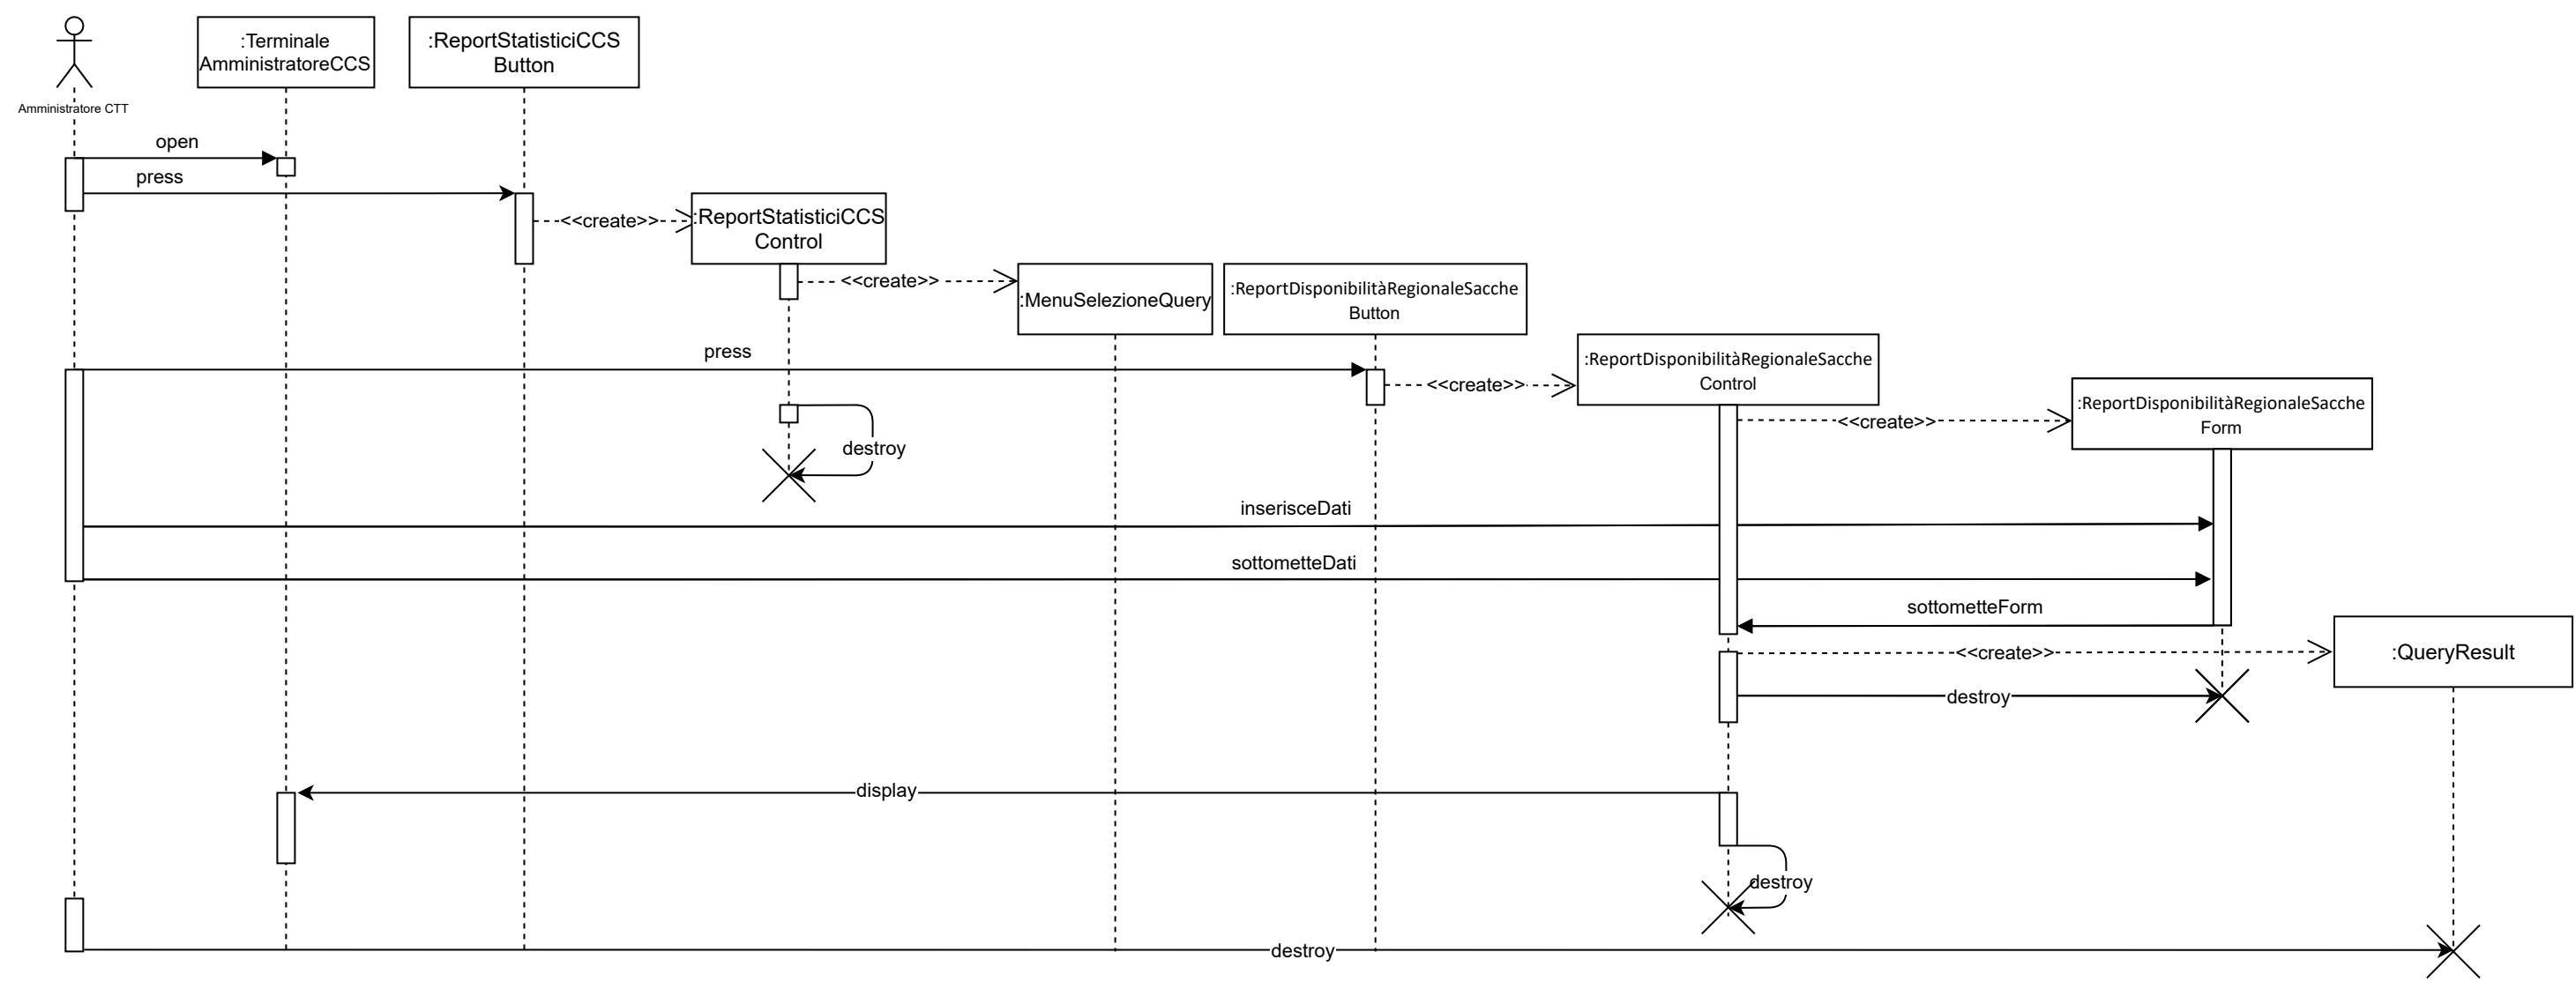 :Terminale
AmministratoreCCS
:ReportStatisticiCCS
Button
Amministratore CTT
open
press
<<create>>
:ReportStatisticiCCS
Control
<<create>>
:MenuSelezioneQuery
:ReportDisponibilitàRegionaleSacche
Button
press
<<create>>
:ReportDisponibilitàRegionaleSacche
Control
<<create>>
:ReportDisponibilitàRegionaleSacche
Form
destroy
inserisceDati
sottometteDati
sottometteForm
<<create>>
:QueryResult
destroy
display
destroy
destroy